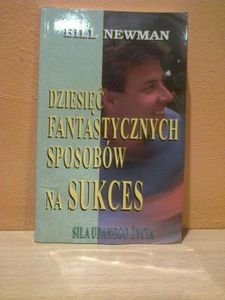 BILL NEWMAN
DZIESIĘĆ
FANTASTYCZNYCH
SPOSOBÓW
NA SUKCES
SIŁA UDANEGO ŻYCIA